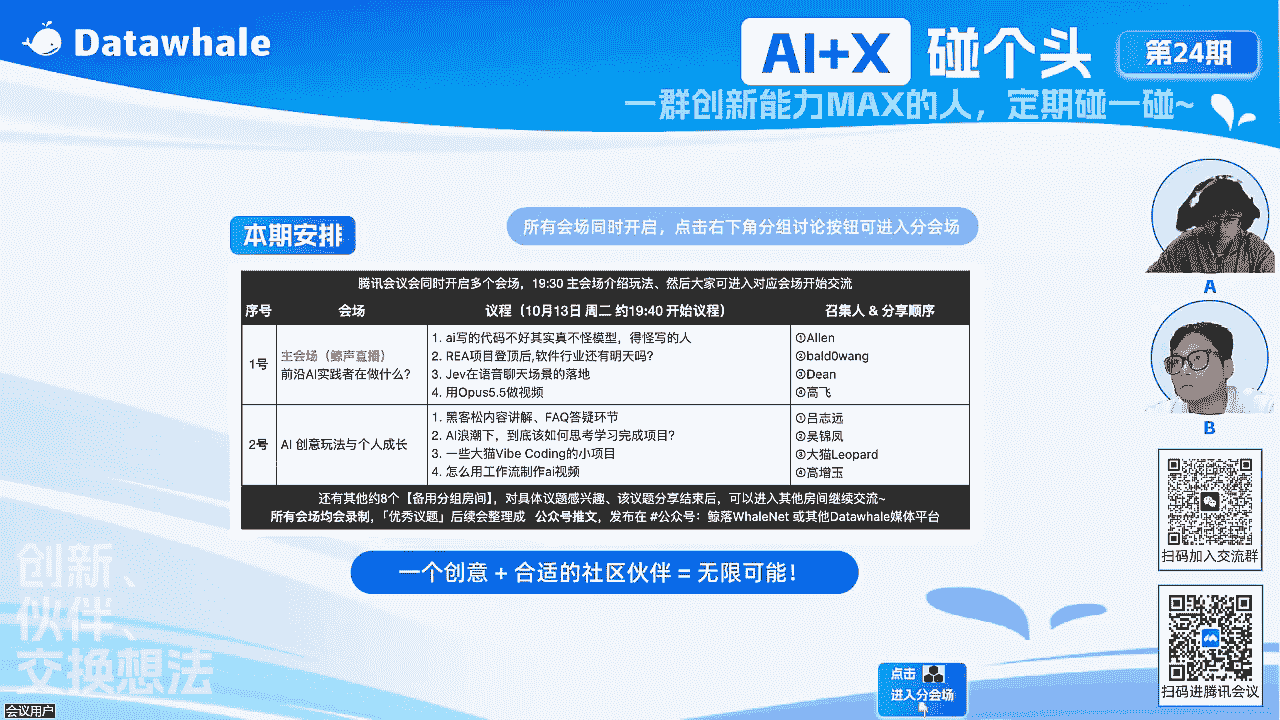 Datawhale
AI+X 碰个头 第24期
一群创新能力MAX的人，定期碰一碰~
本期安排
所有会场同时开启，点击右下角分组讨论按钮可进入分会场
腾讯会议会同时开启多个会场，19:30 主会场介绍玩法、然后大家可进入对应会场开始交流
序号 会场 议程（10月13日 周二 约19:40 开始议程） 召集人 & 分享顺序
1号
主会场（鲸声直播）
前沿AI实践者在做什么？
1. ai写的代码不好其实真不怪模型，得怪写的人
2. REA项目登顶后,软件行业还有明天吗？
3. Jev在语音聊天场景的落地
4. 用Opus5.5做视频
①Allen
②bald0wang
③Dean
④高飞
2号
AI 创意玩法与个人成长
1. 黑客松内容讲解、FAQ答疑环节
2. AI浪潮下，到底该如何思考学习完成项目？
3. 一些大猫Vibe Coding的小项目
4. 怎么用工作流制作ai视频
①吕志远
②吴锦凤
③大猫Leopard
④高增玉
还有其他约8个【备用分组房间】，对具体议题感兴趣、该议题分享结束后，可以进入其他房间继续交流~
所有会场均会录制，「优秀议题」后续会整理成 公众号推文，发布在 #公众号：鲸落WhaleNet 或其他Datawhale媒体平台
一个创意 + 合适的社区伙伴 = 无限可能！
A
B
扫码加入交流群
扫码进腾讯会议
创新、
伙伴、
交换想法
点击
进入分会场
会议用户